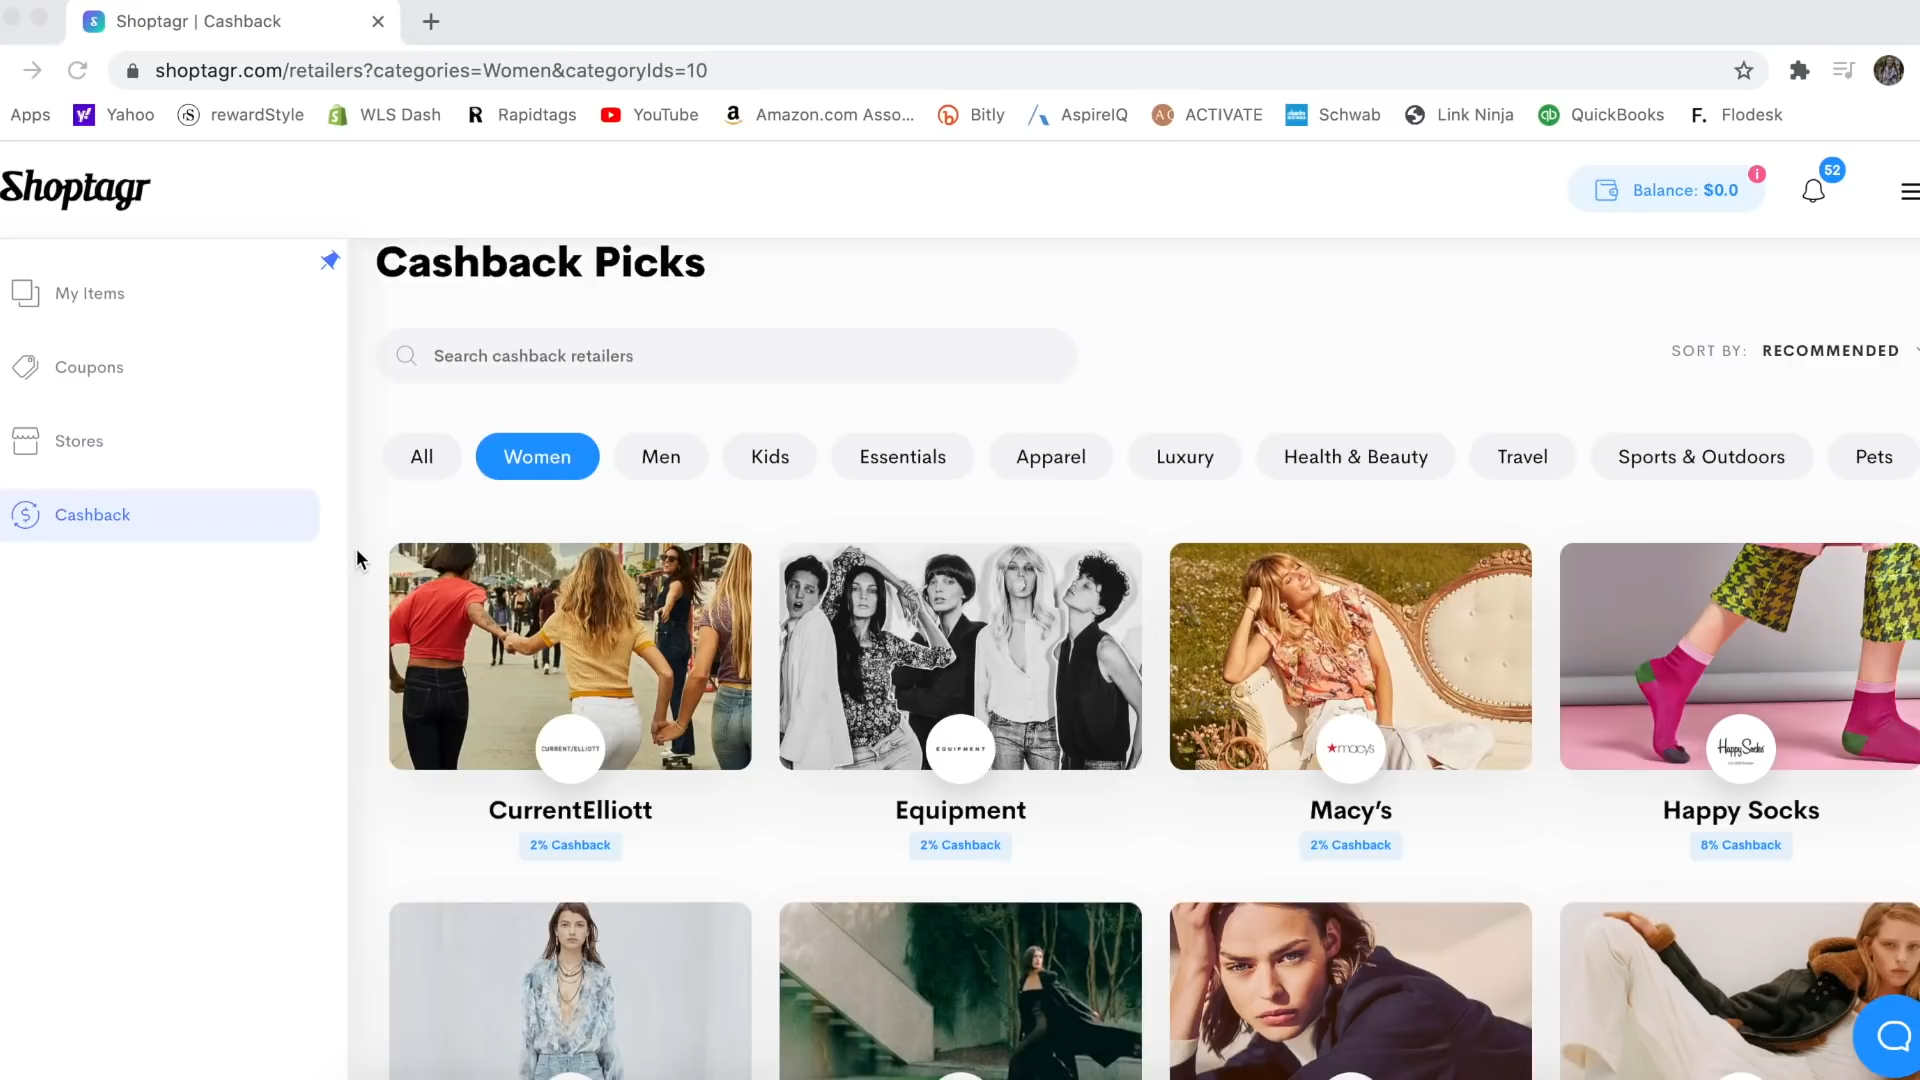 Shoptagr | Cashback
shoptagr.com/retailers?categories=Women&categoryIds=10
Apps Yahoo rewardStyle WLS Dash Rapidtags YouTube Amazon.com Asso... Bitly AspireIQ ACTIVATE Schwab Link Ninja QuickBooks Flodesk
Shoptagr
Balance: $0.0
52
Cashback Picks
My Items
Coupons
Stores
Cashback
Search cashback retailers
SORT BY: RECOMMENDED
All Women Men Kids Essentials Apparel Luxury Health & Beauty Travel Sports & Outdoors Pets
CURRENT/ELLIOTT
EQUIPMENT
macy's
Happy Socks
CurrentElliott
Equipment
Macy's
Happy Socks
2% Cashback
2% Cashback
2% Cashback
8% Cashback